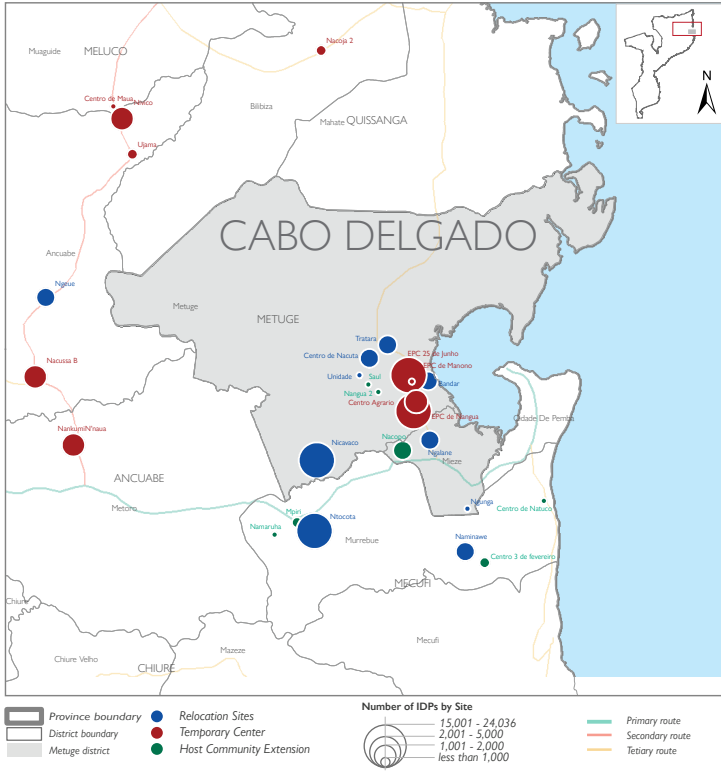 Nacoja 2
Muaguide
MELUCO
N
Centro de Maua
Nhico
Bilibiza
Mahate
QUISSANGA
Ujama
CABO DELGADO
Ancuabe
Ngeue
Metuge
METUGE
Tratara
EPC 25 de Junho
Centro de Nacuta
EPC de Manono
Nacussa B
Unidade
Saul
Bandar
Nangua 2
Centro Agrario
EPC de Nangua
Cidade De Pemba
NankumiN'naua
Nacopo
Nicavaco
Ngalane
Mieze
ANCUABE
Metoro
Mpiri
Ntocota
Ngunga
Centro de Natuco
Namaruha
Murrebue
Naminawe
Centro 3 de fevereiro
MECUFI
Chiure
Mecufi
Mazeze
Chiure Velho
CHIURE
Province boundary
District boundary
Metuge district
Relocation Sites
Temporary Center
Host Community Extension
Number of IDPs by Site
15,001 - 24,036
2,001 - 5,000
1,001 - 2,000
less than 1,000
Primary route
Secondary route
Tetiary route